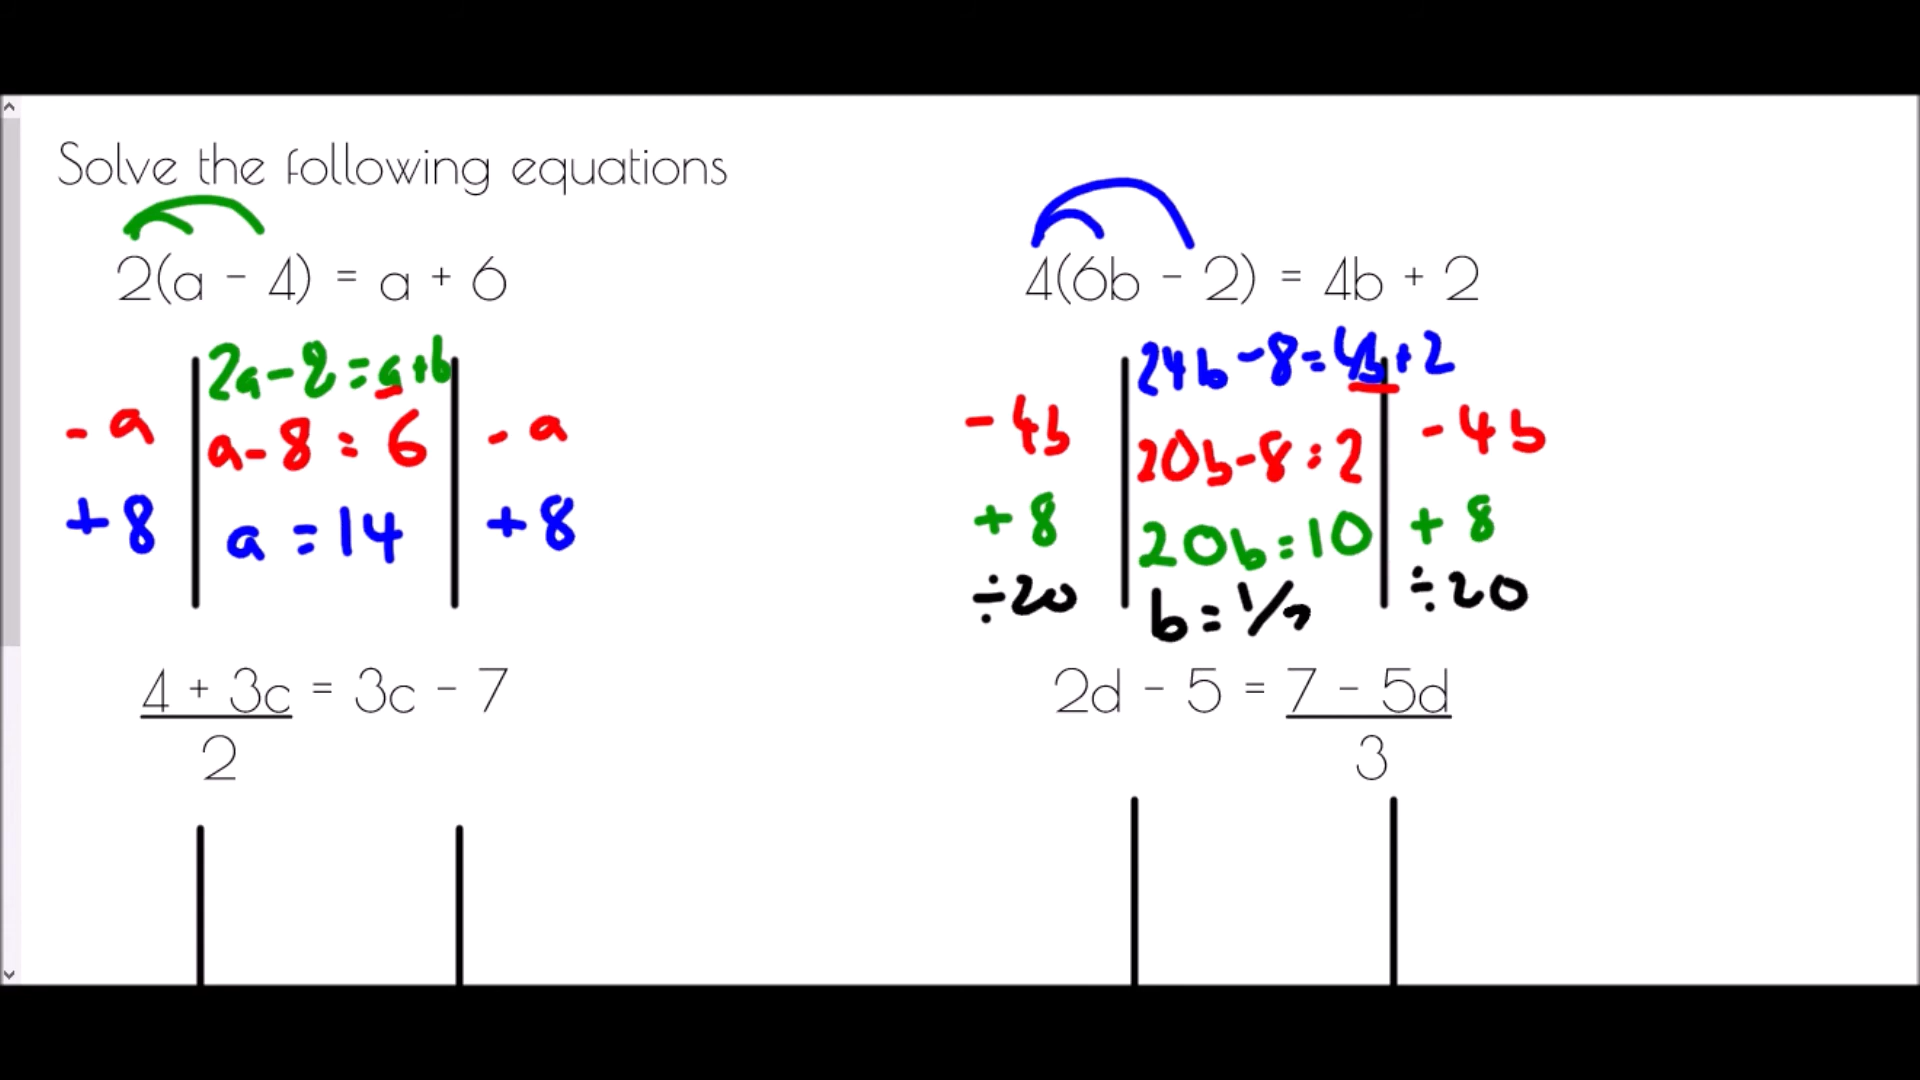 Solve the following equations
2(a - 4) = a + 6
2a-8=a+6
-a a-8=6 -a
+8 a=14 +8
4(6b - 2) = 4b + 2
24b-8=4b+2
-4b 20b-8=2 -4b
+8 20b=10 +8
÷20 b= ÷20
4 + 3c = 3c - 7
2
2d - 5 = 7 - 5d
3